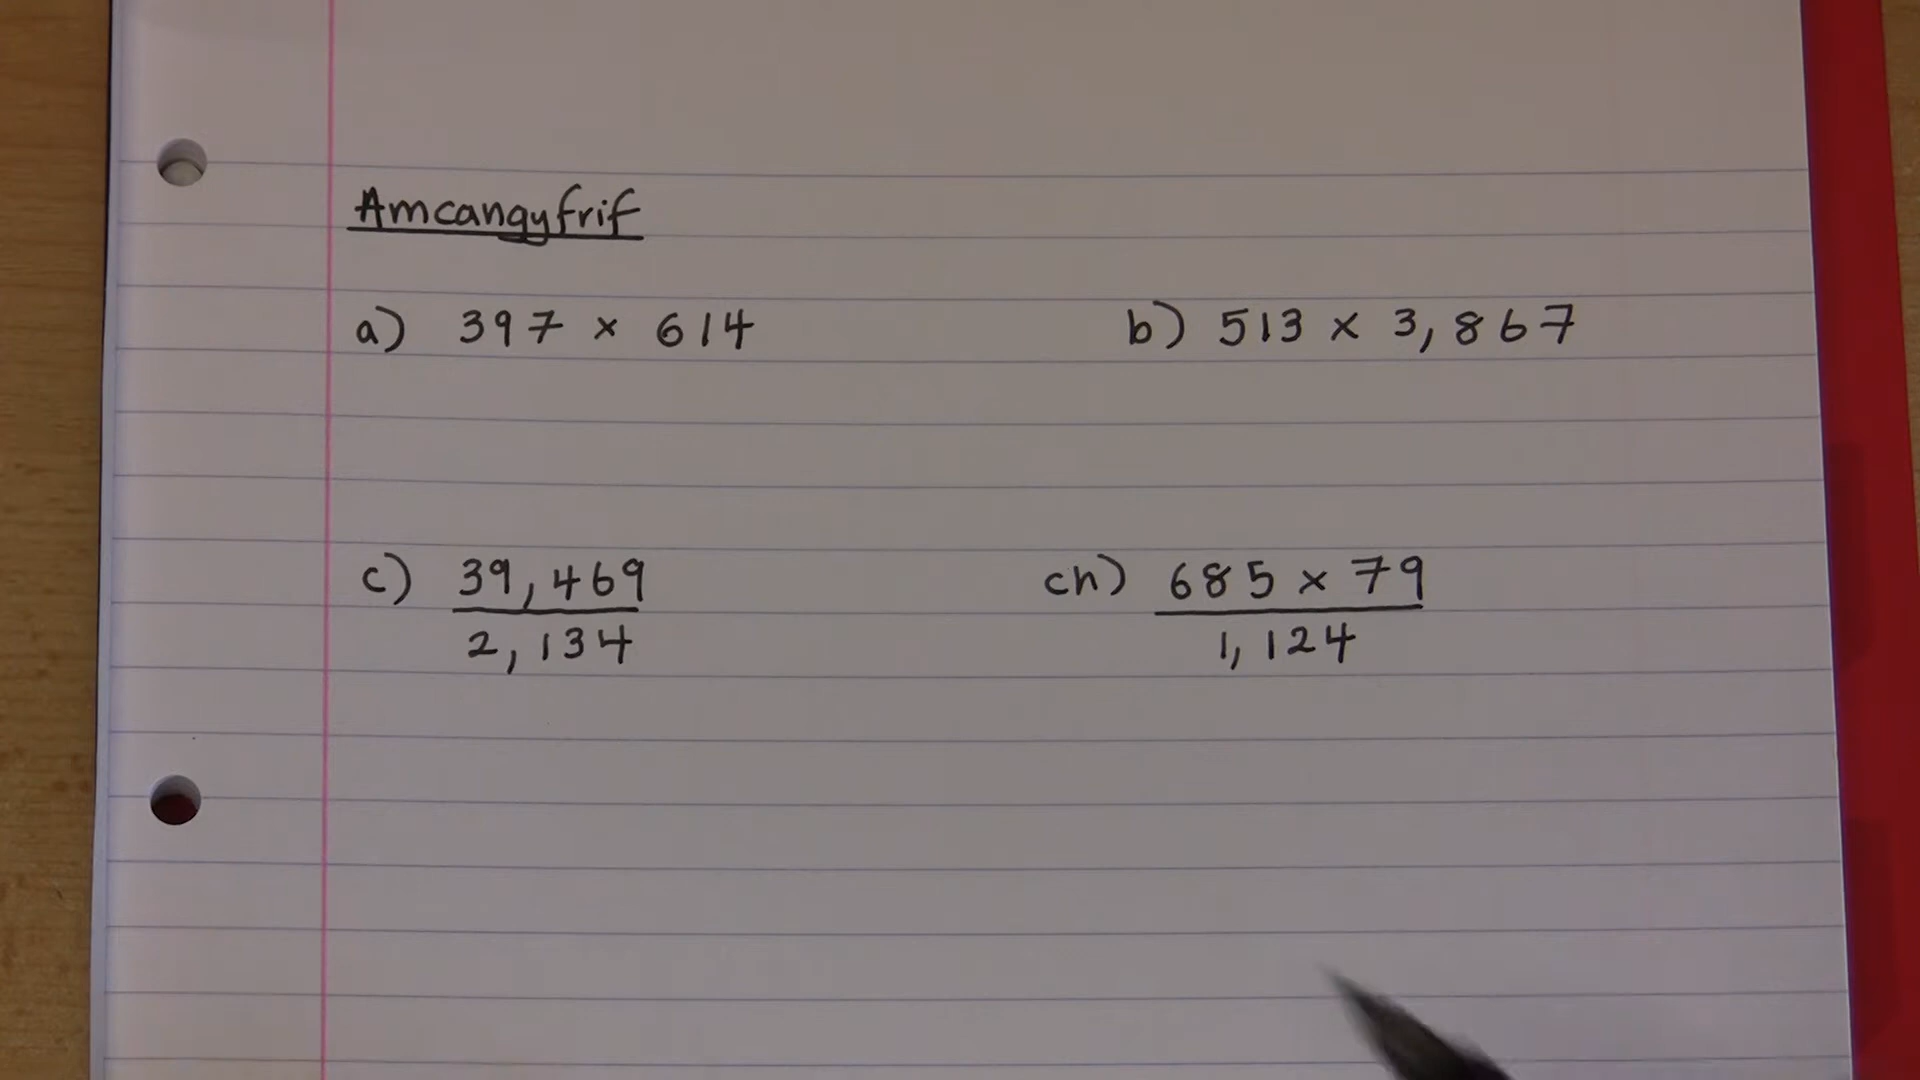 Amcangyfrif
a) 397 × 614
b) 513 × 3,867
c) 39,469
2,134
ch) 685 × 79
1,124